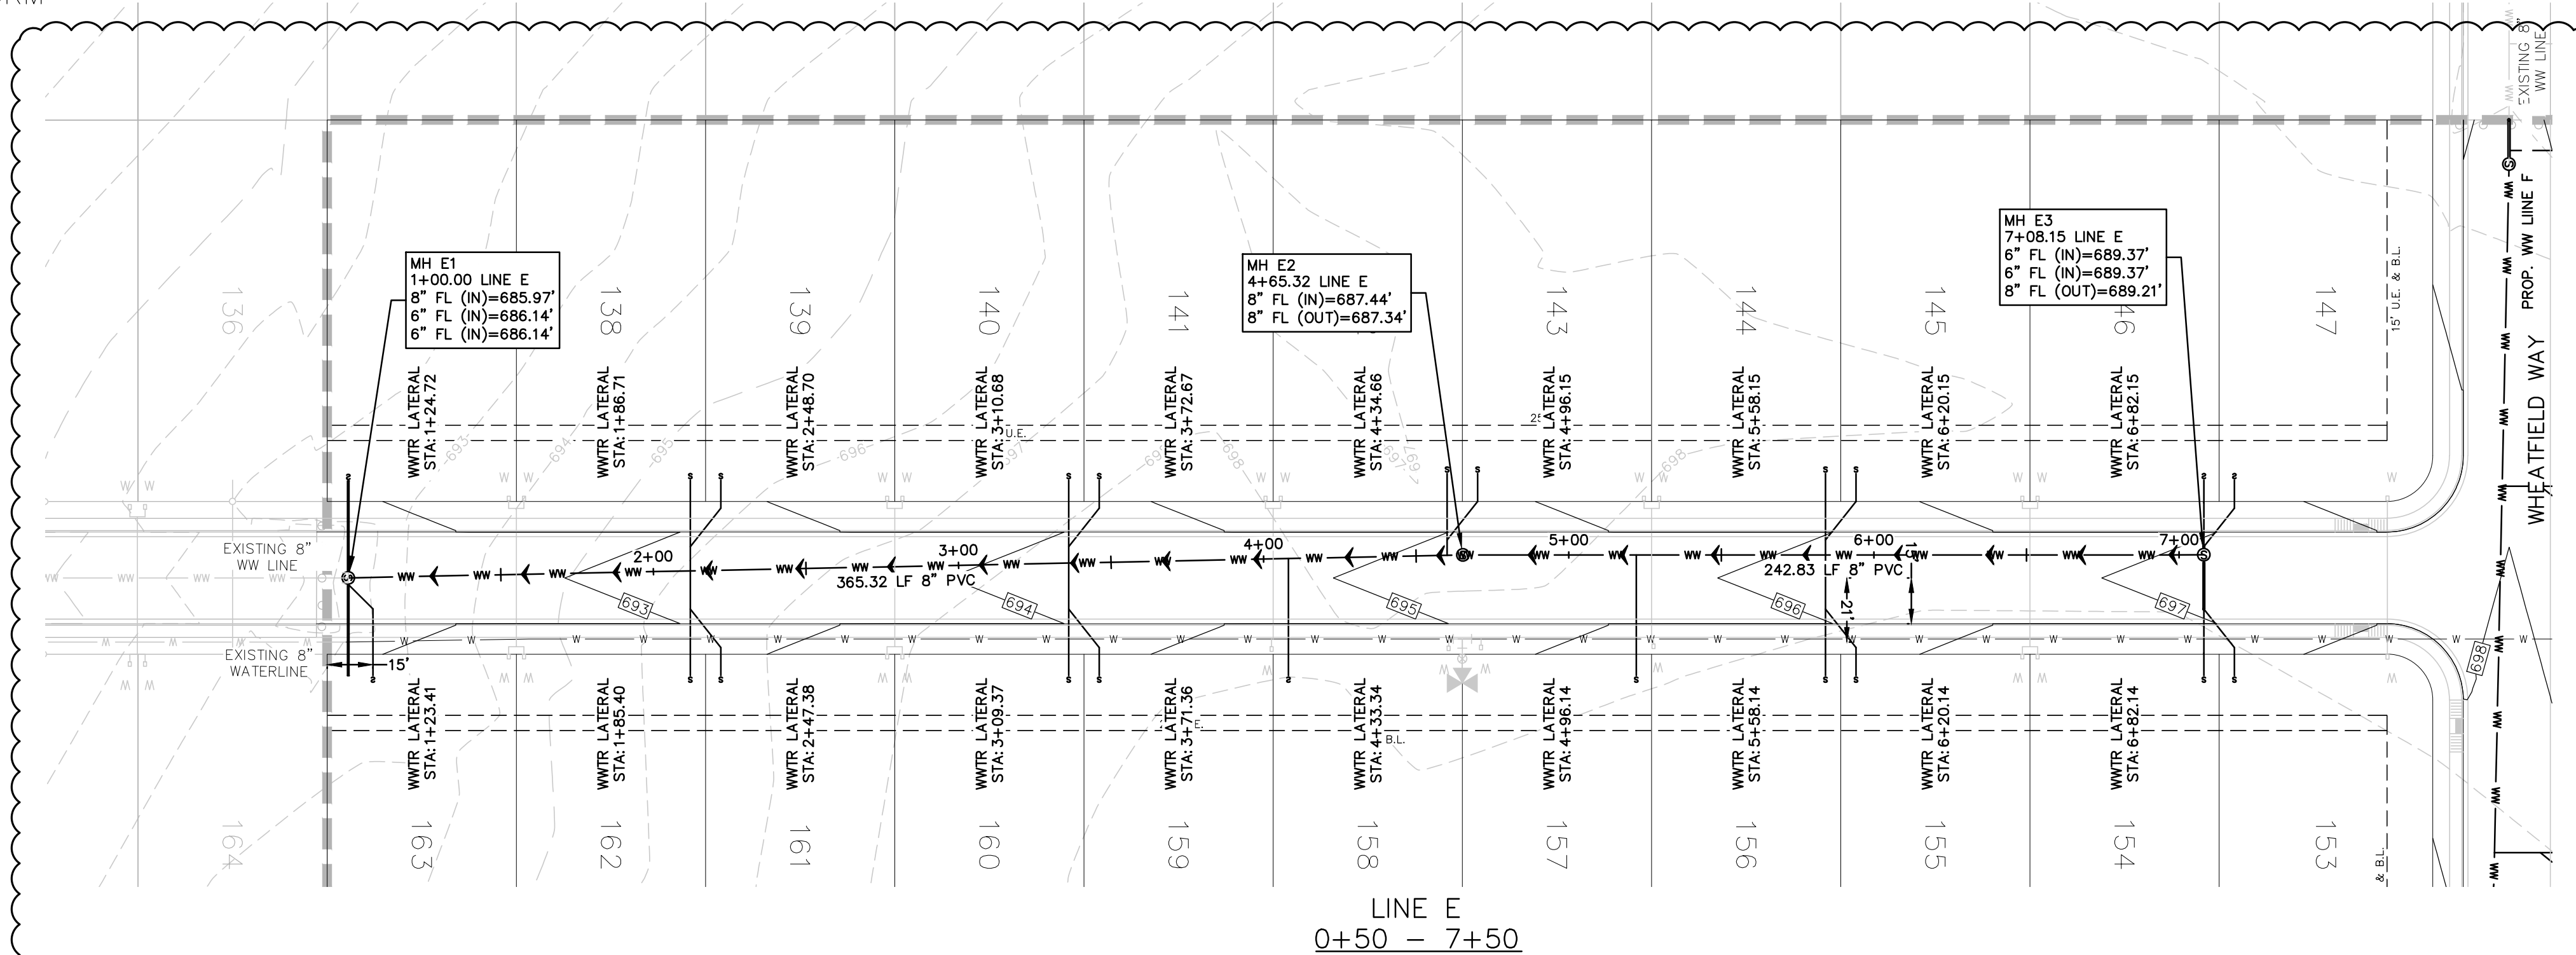 EXISTING 8"
WW LINE
MH E1
1+00.00 LINE E
8" FL (IN)=685.97'
6" FL (IN)=686.14'
6" FL (IN)=686.14'
MH E2
4+65.32 LINE E
8" FL (IN)=687.44'
8" FL (OUT)=687.34'
MH E3
7+08.15 LINE E
6" FL (IN)=689.37'
6" FL (IN)=689.37'
8" FL (OUT)=689.21'
PROP. WW LIINE F
WHEATFIELD WAY
15' U.E. & B.L.
136
138
139
140
141
143
144
145
46
147
WWTR LATERAL
STA: 1+24.72
WWTR LATERAL
STA: 1+86.71
WWTR LATERAL
STA: 2+48.70
WWTR LATERAL
STA: 3+10.68
WWTR LATERAL
STA: 3+72.67
WWTR LATERAL
STA: 4+34.66
WWTR LATERAL
STA: 4+96.15
WWTR LATERAL
STA: 5+58.15
WWTR LATERAL
STA: 6+20.15
WWTR LATERAL
STA: 6+82.15
U.E.
693
694
695
696
697
698
697
697
698
EXISTING 8"
WW LINE
2+00
3+00
4+00
5+00
6+00
7+00
365.32 LF 8" PVC
242.83 LF 8" PVC
693
694
695
696
697
698
21'
EXISTING 8"
WATERLINE
15'
WWTR LATERAL
STA: 1+23.41
WWTR LATERAL
STA: 1+85.40
WWTR LATERAL
STA: 2+47.38
WWTR LATERAL
STA: 3+09.37
WWTR LATERAL
STA: 3+71.36
WWTR LATERAL
STA: 4+33.34
WWTR LATERAL
STA: 4+96.14
WWTR LATERAL
STA: 5+58.14
WWTR LATERAL
STA: 6+20.14
WWTR LATERAL
STA: 6+82.14
B.L.
& B.L.
164
163
162
161
160
159
158
157
156
155
154
153
LINE E
0+50 - 7+50